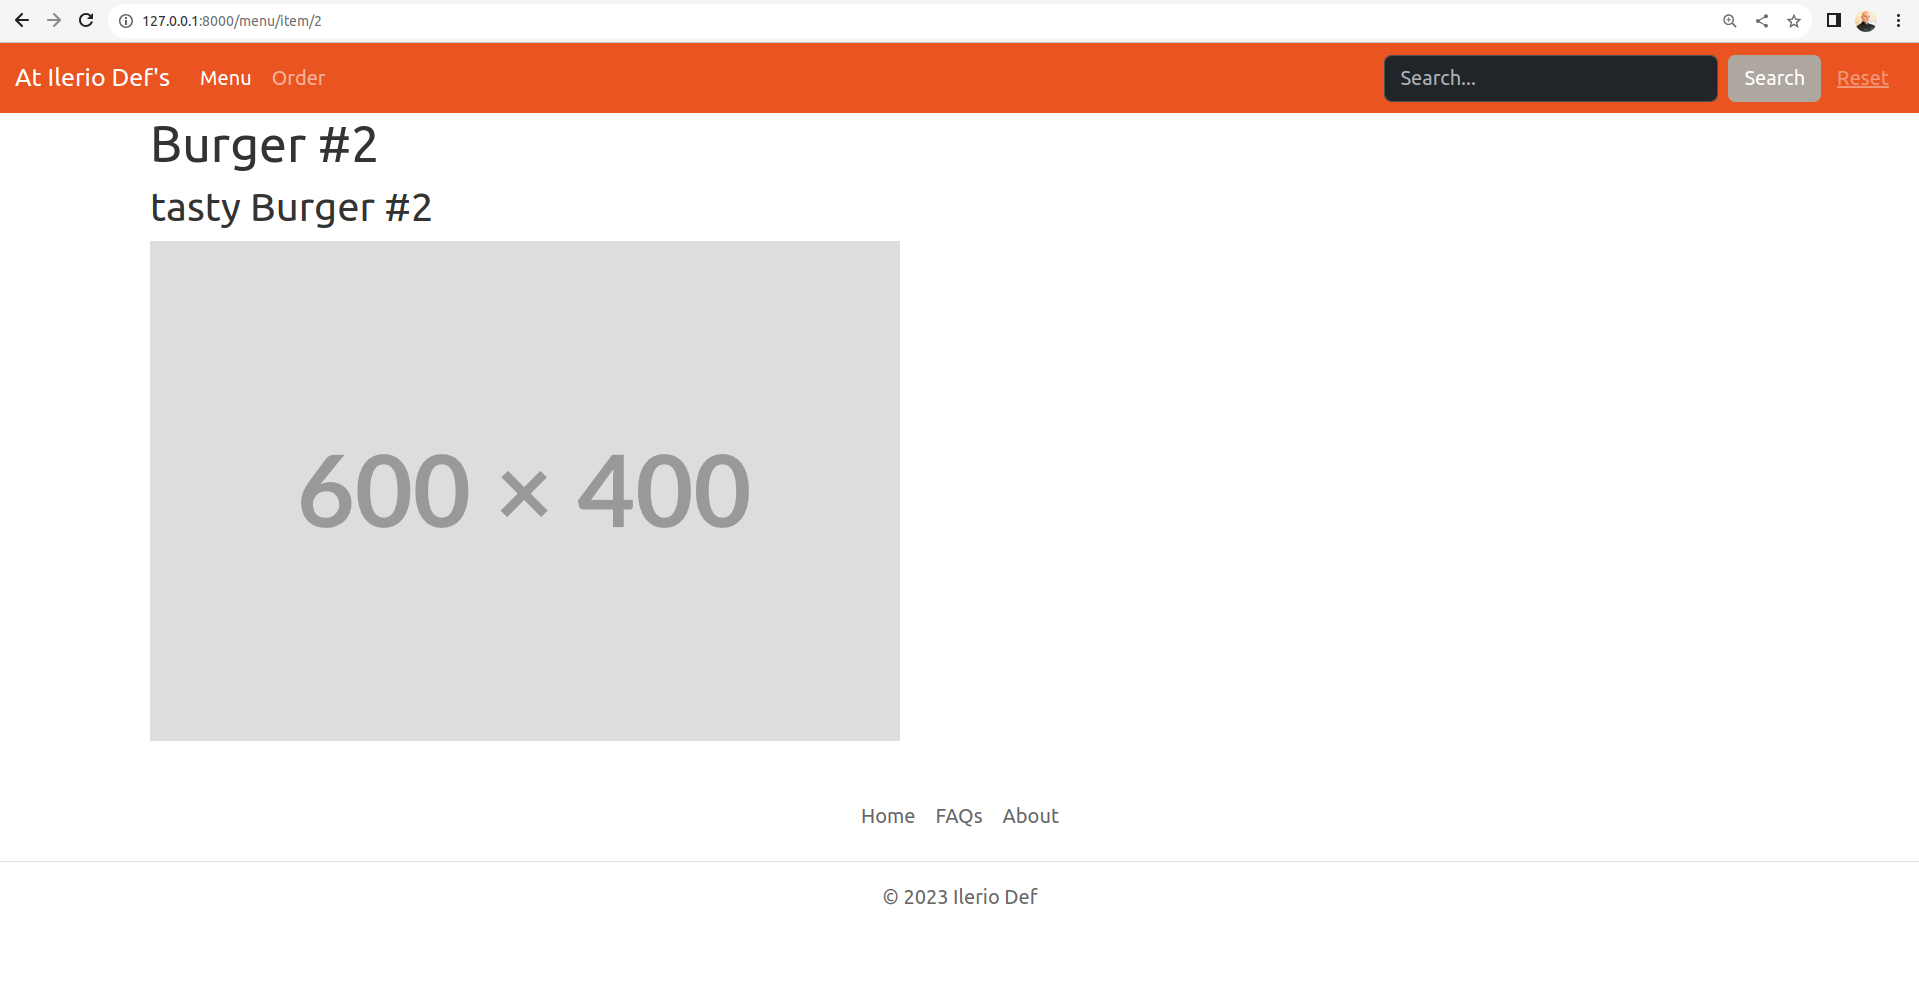 127.0.0.1:8000/menu/item/2
At Ilerio Def's Menu Order Search... Search Reset
Burger #2
tasty Burger #2
600 × 400
Home FAQs About
© 2023 Ilerio Def